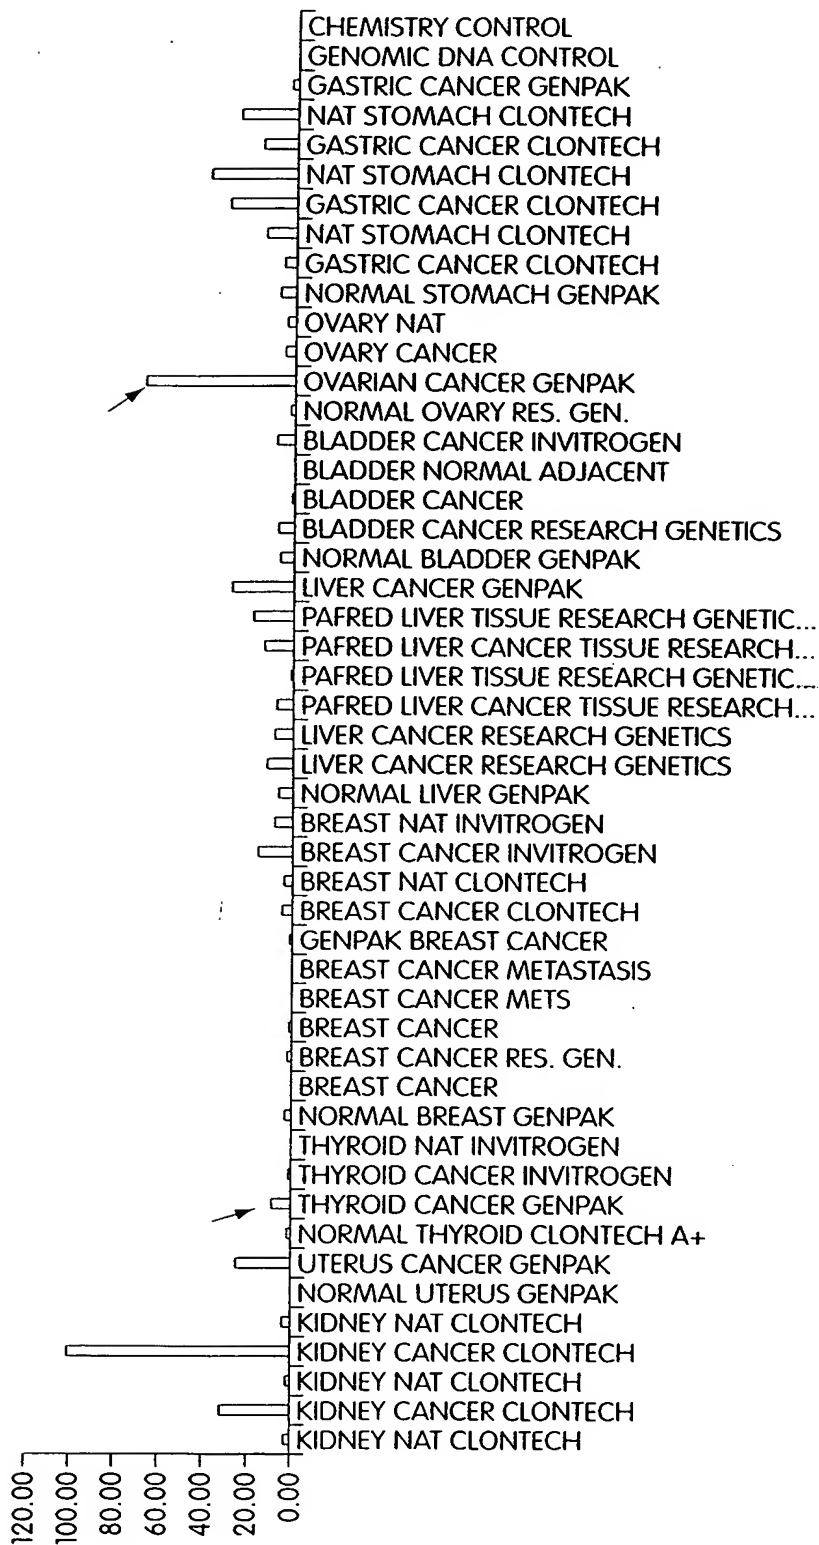 CHEMISTRY CONTROL
GENOMIC DNA CONTROL
GASTRIC CANCER GENPAK
NAT STOMACH CLONTECH
GASTRIC CANCER CLONTECH
NAT STOMACH CLONTECH
GASTRIC CANCER CLONTECH
NAT STOMACH CLONTECH
GASTRIC CANCER CLONTECH
NORMAL STOMACH GENPAK
OVARY NAT
OVARY CANCER
OVARIAN CANCER GENPAK
NORMAL OVARY RES. GEN.
BLADDER CANCER INVITROGEN
BLADDER NORMAL ADJACENT
BLADDER CANCER
BLADDER CANCER RESEARCH GENETICS
NORMAL BLADDER GENPAK
LIVER CANCER GENPAK
PAFRED LIVER TISSUE RESEARCH GENETIC...
PAFRED LIVER CANCER TISSUE RESEARCH...
PAFRED LIVER TISSUE RESEARCH GENETIC...
PAFRED LIVER CANCER TISSUE RESEARCH...
LIVER CANCER RESEARCH GENETICS
LIVER CANCER RESEARCH GENETICS
NORMAL LIVER GENPAK
BREAST NAT INVITROGEN
BREAST CANCER INVITROGEN
BREAST NAT CLONTECH
BREAST CANCER CLONTECH
GENPAK BREAST CANCER
BREAST CANCER METASTASIS
BREAST CANCER METS
BREAST CANCER
BREAST CANCER RES. GEN.
BREAST CANCER
NORMAL BREAST GENPAK
THYROID NAT INVITROGEN
THYROID CANCER INVITROGEN
THYROID CANCER GENPAK
NORMAL THYROID CLONTECH A+
UTERUS CANCER GENPAK
NORMAL UTERUS GENPAK
KIDNEY NAT CLONTECH
KIDNEY CANCER CLONTECH
KIDNEY NAT CLONTECH
KIDNEY CANCER CLONTECH
KIDNEY NAT CLONTECH
120.00
100.00
80.00
60.00
40.00
20.00
0.00